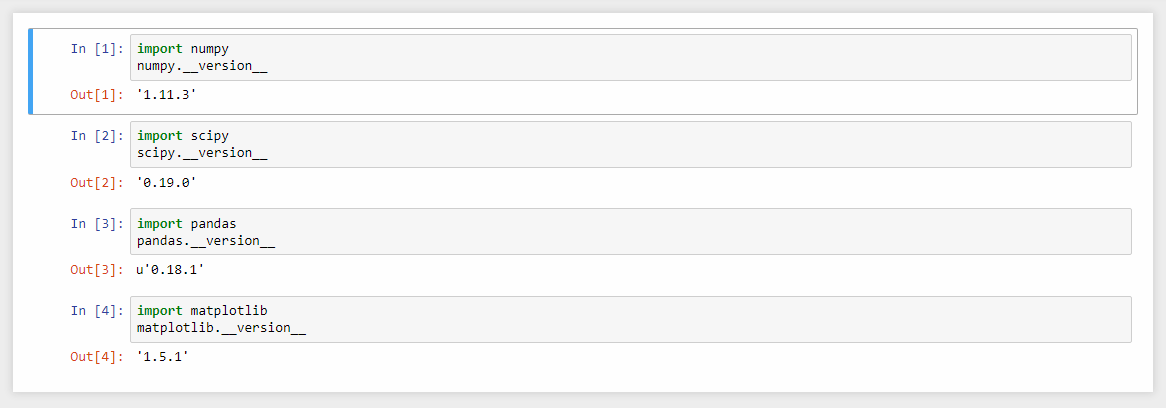 In [1]: import numpy
numpy.__version__
Out[1]: '1.11.3'
In [2]: import scipy
scipy.__version__
Out[2]: '0.19.0'
In [3]: import pandas
pandas.__version__
Out[3]: u'0.18.1'
In [4]: import matplotlib
matplotlib.__version__
Out[4]: '1.5.1'